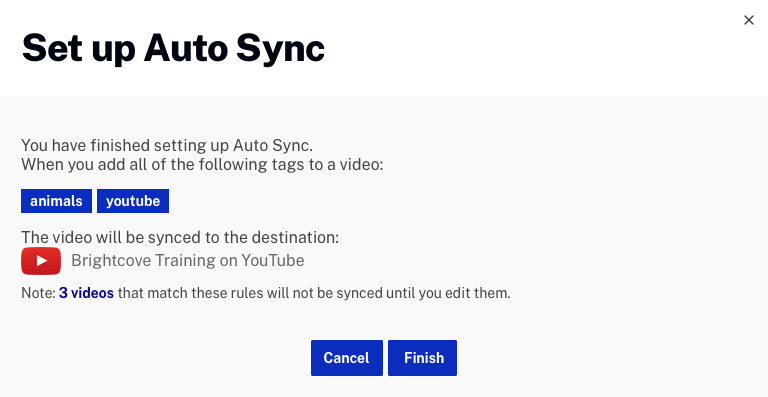 Set up Auto Sync
You have finished setting up Auto Sync.
When you add all of the following tags to a video:
animals youtube
The video will be synced to the destination:
Brightcove Training on YouTube
Note: 3 videos that match these rules will not be synced until you edit them.
Cancel Finish